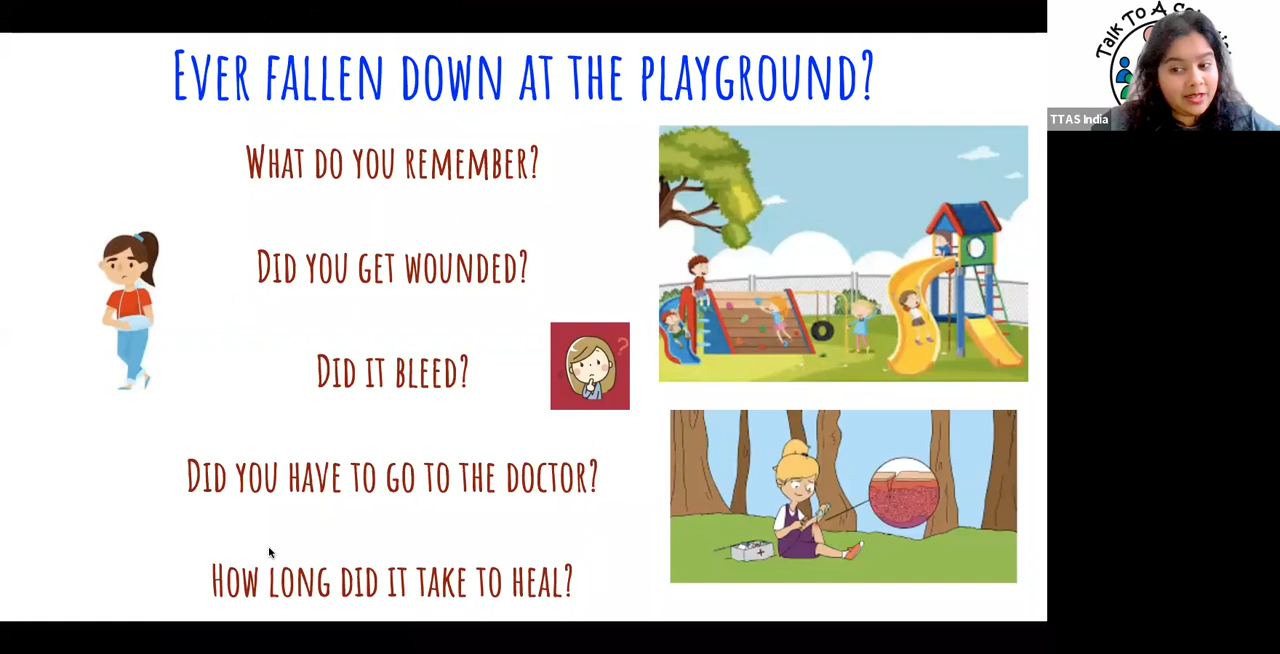 EVER FALLEN DOWN AT THE PLAYGROUND?
WHAT DO YOU REMEMBER?
DID YOU GET WOUNDED?
DID IT BLEED?
DID YOU HAVE TO GO TO THE DOCTOR?
HOW LONG DID IT TAKE TO HEAL?
?
Talk To A
TTAS India